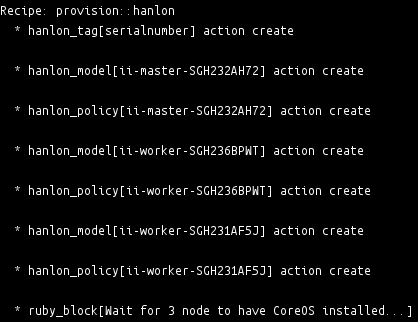 Recipe: provision::hanlon
* hanlon_tag[serialnumber] action create
* hanlon_model[ii-master-SGH232AH72] action create
* hanlon_policy[ii-master-SGH232AH72] action create
* hanlon_model[ii-worker-SGH236BPWT] action create
* hanlon_policy[ii-worker-SGH236BPWT] action create
* hanlon_model[ii-worker-SGH231AF5J] action create
* hanlon_policy[ii-worker-SGH231AF5J] action create
* ruby_block[Wait for 3 node to have CoreOS installed...]